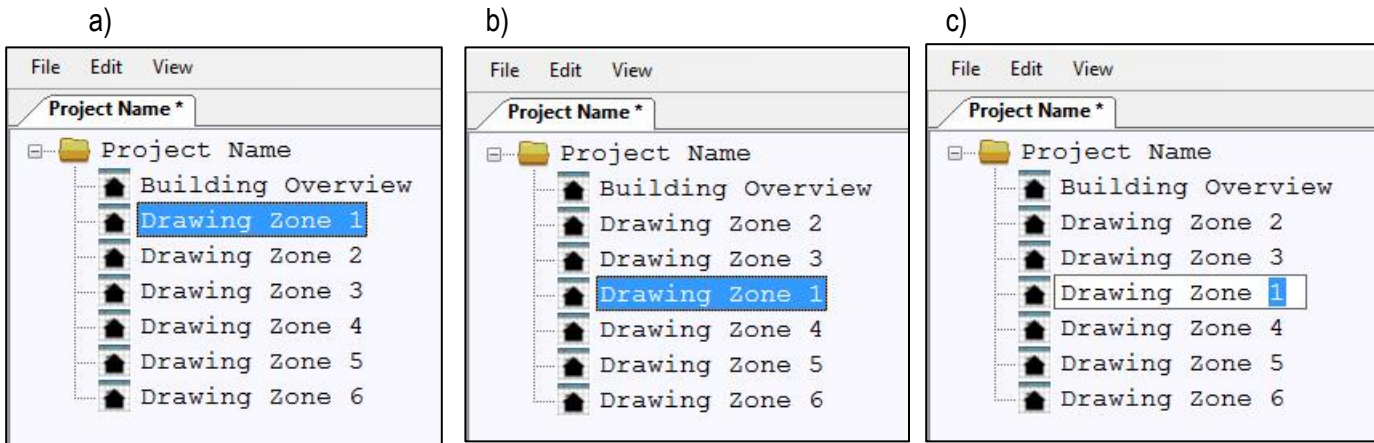 a)
File Edit View
Project Name *
Project Name
Building Overview
Drawing Zone 1
Drawing Zone 2
Drawing Zone 3
Drawing Zone 4
Drawing Zone 5
Drawing Zone 6
b)
File Edit View
Project Name *
Project Name
Building Overview
Drawing Zone 2
Drawing Zone 3
Drawing Zone 1
Drawing Zone 4
Drawing Zone 5
Drawing Zone 6
c)
File Edit View
Project Name *
Project Name
Building Overview
Drawing Zone 2
Drawing Zone 3
Drawing Zone 1
Drawing Zone 4
Drawing Zone 5
Drawing Zone 6